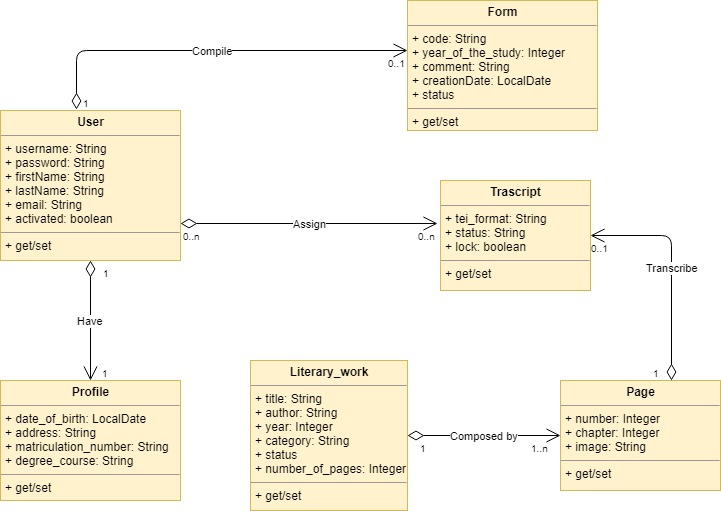 Form
+ code: String
+ year_of_the_study: Integer
+ comment: String
+ creationDate: LocalDate
+ status
+ get/set
Compile
0..1
1
User
+ username: String
+ password: String
+ firstName: String
+ lastName: String
+ email: String
+ activated: boolean
+ get/set
0..n
Assign
0..n
Trascript
+ tei_format: String
+ status: String
+ lock: boolean
+ get/set
0..1
Transcribe
1
1
Have
1
Profile
+ date_of_birth: LocalDate
+ address: String
+ matriculation_number: String
+ degree_course: String
+ get/set
Literary_work
+ title: String
+ author: String
+ year: Integer
+ category: String
+ status
+ number_of_pages: Integer
+ get/set
1
Composed by
1..n
Page
+ number: Integer
+ chapter: Integer
+ image: String
+ get/set